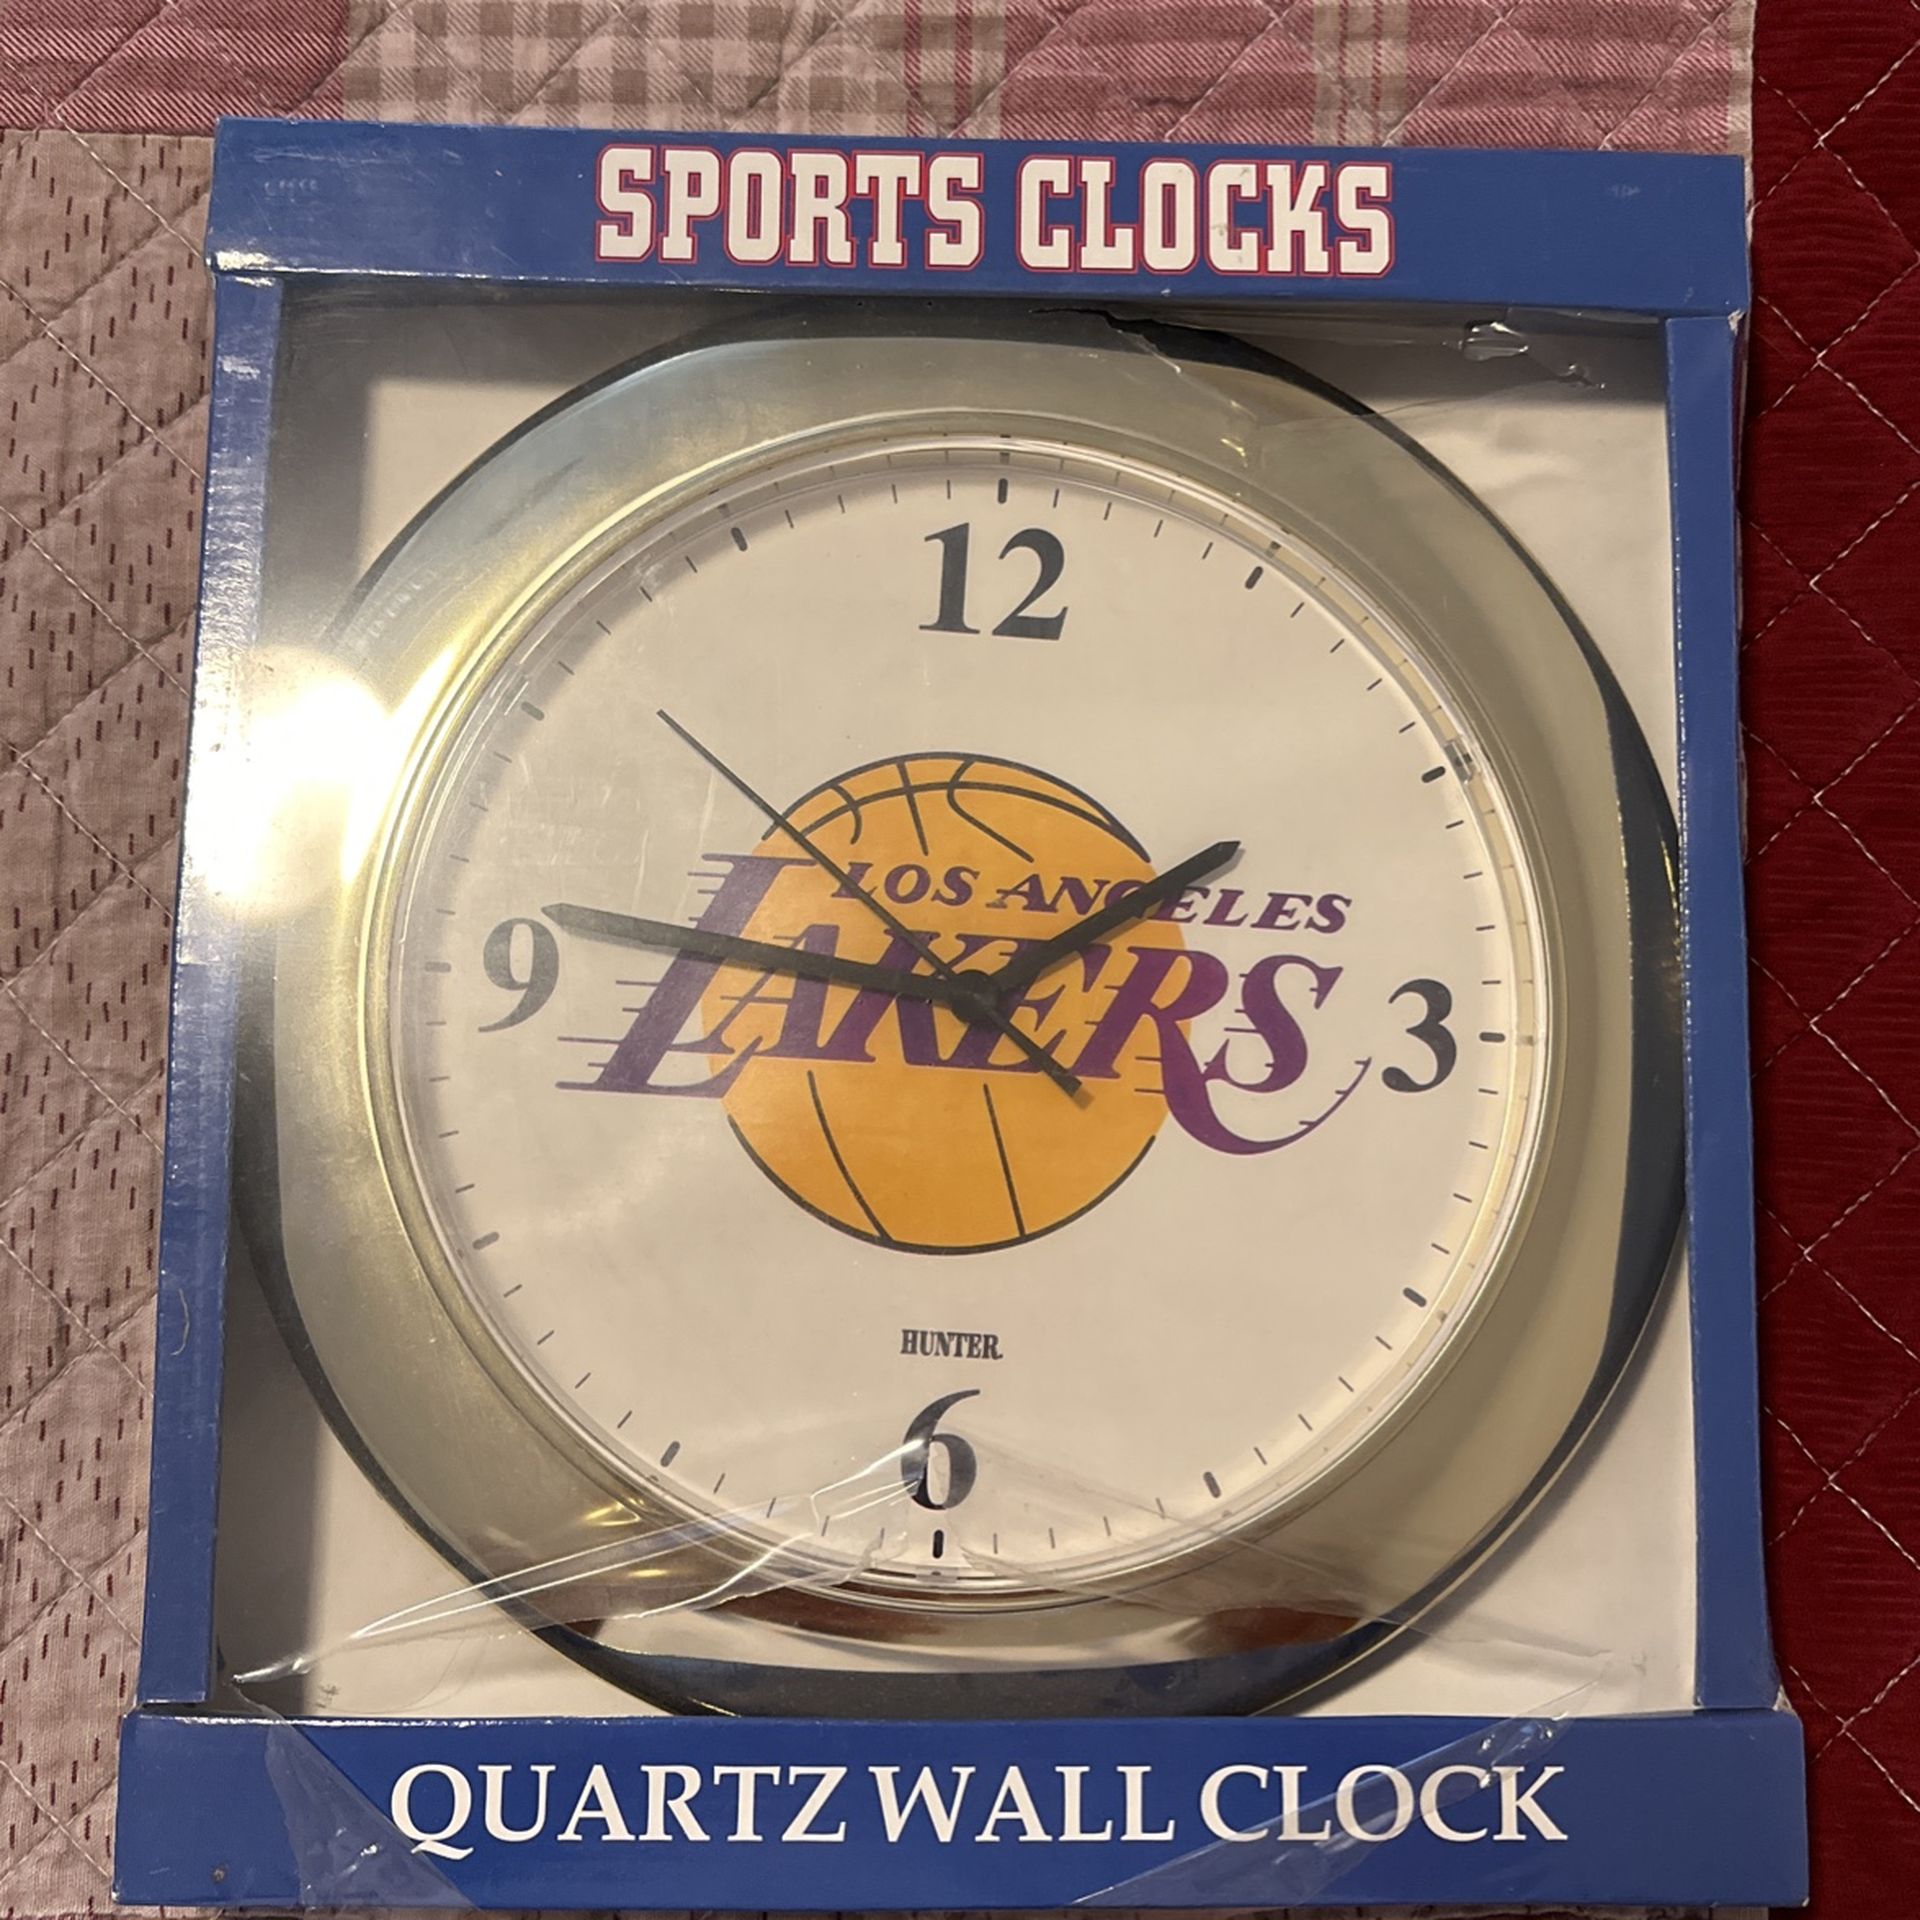 SPORTS CLOCKS
12
LOS ANGELES
LAKERS
9
3
HUNTER
6
QUARTZ WALL CLOCK